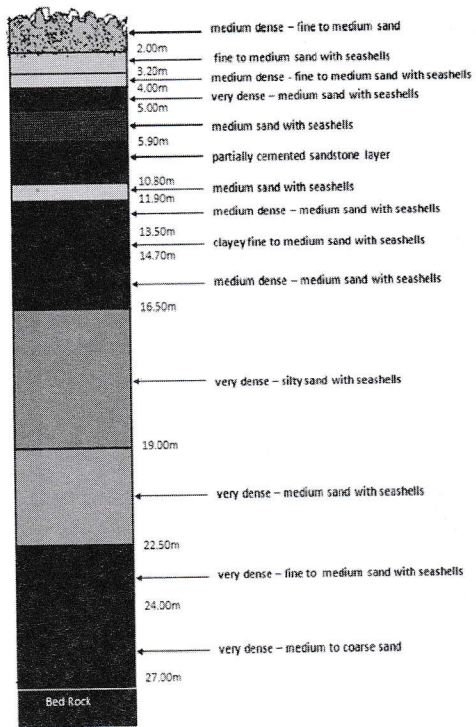 medium dense – fine to medium sand
2.00m
fine to medium sand with seashells
3.20m
medium dense - fine to medium sand with seashells
4.00m
very dense – medium sand with seashells
5.00m
medium sand with seashells
5.90m
partially cemented sandstone layer
10.80m
medium sand with seashells
11.90m
medium dense – medium sand with seashells
13.50m
clayey fine to medium sand with seashells
14.70m
medium dense – medium sand with seashells
16.50m
very dense – silty sand with seashells
19.00m
very dense – medium sand with seashells
22.50m
very dense – fine to medium sand with seashells
24.00m
very dense – medium to coarse sand
27.00m
Bed Rock